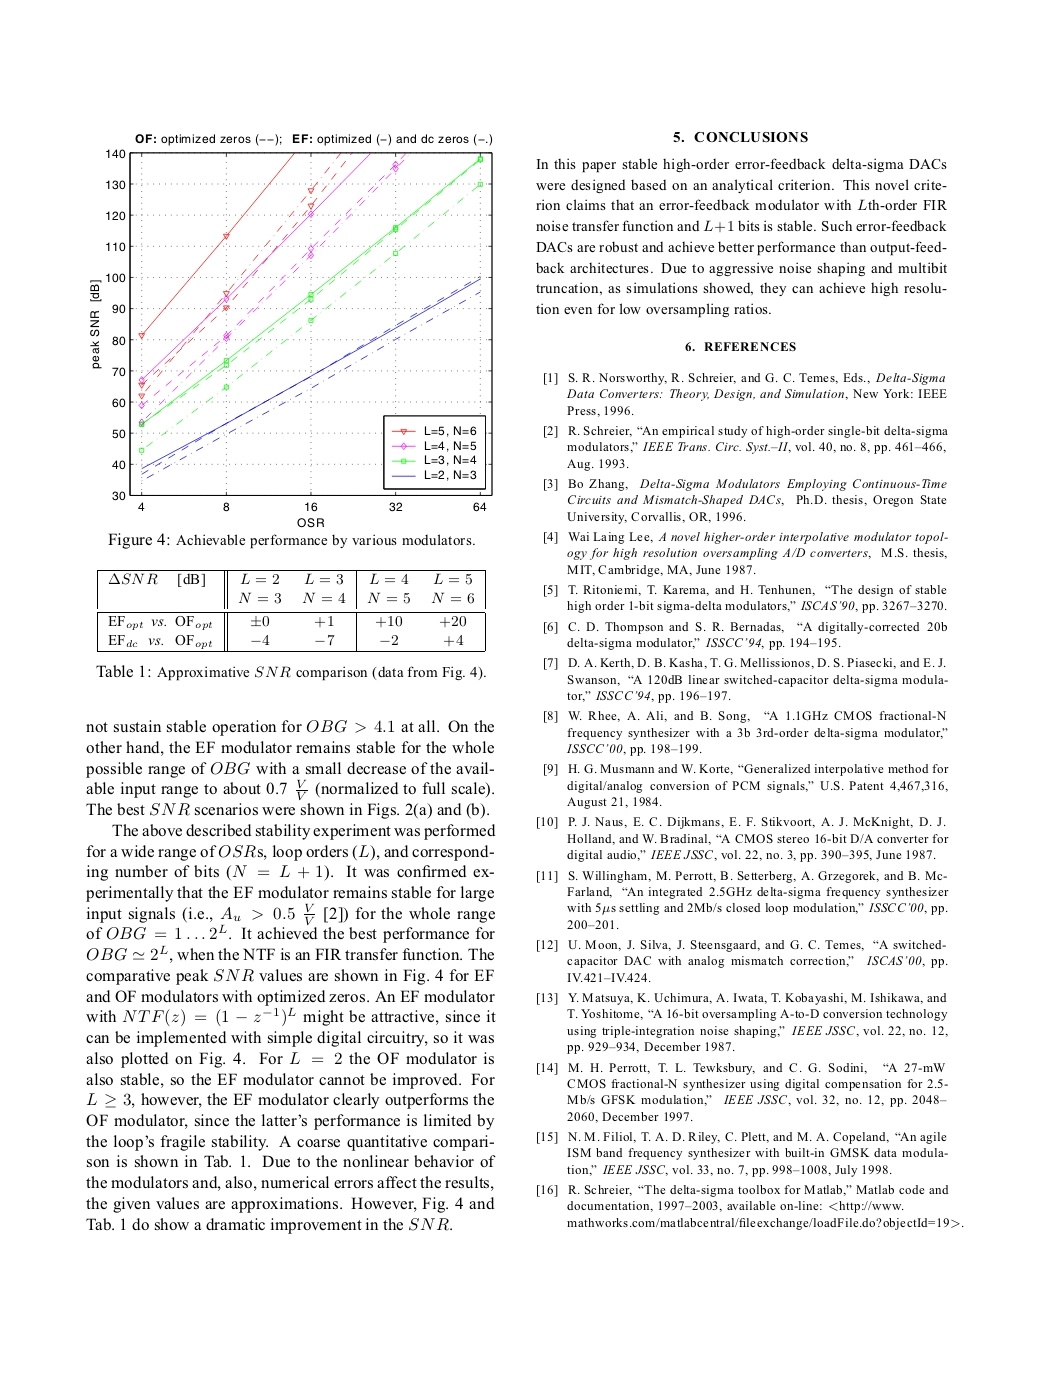 OF: optimized zeros (−−); EF: optimized (−) and dc zeros (−.)
140
130
120
110
100
90
80
70
60
50
40
30
peak SNR [dB]
L=5, N=6
L=4, N=5
L=3, N=4
L=2, N=3
4 8 16 32 64
OSR
Figure 4: Achievable performance by various modulators.
ΔSNR [dB] L = 2 L = 3 L = 4 L = 5
N = 3 N = 4 N = 5 N = 6
EFopt vs. OFopt ±0 +1 +10 +20
EFdc vs. OFopt −4 −7 −2 +4
Table 1: Approximative SNR comparison (data from Fig. 4).
not sustain stable operation for OBG > 4.1 at all. On the
other hand, the EF modulator remains stable for the whole
possible range of OBG with a small decrease of the avail-
able input range to about 0.7 V/V (normalized to full scale).
The best SNR scenarios were shown in Figs. 2(a) and (b).
The above described stability experiment was performed
for a wide range of OSRs, loop orders (L), and correspond-
ing number of bits (N = L + 1). It was confirmed ex-
perimentally that the EF modulator remains stable for large
input signals (i.e., Au > 0.5 V/V [2]) for the whole range
of OBG = 1 . . . 2^L. It achieved the best performance for
OBG ≃ 2^L, when the NTF is an FIR transfer function. The
comparative peak SNR values are shown in Fig. 4 for EF
and OF modulators with optimized zeros. An EF modulator
with NTF(z) = (1 − z^−1)^L might be attractive, since it
can be implemented with simple digital circuitry, so it was
also plotted on Fig. 4. For L = 2 the OF modulator is
also stable, so the EF modulator cannot be improved. For
L ≥ 3, however, the EF modulator clearly outperforms the
OF modulator, since the latter's performance is limited by
the loop's fragile stability. A coarse quantitative compari-
son is shown in Tab. 1. Due to the nonlinear behavior of
the modulators and, also, numerical errors affect the results,
the given values are approximations. However, Fig. 4 and
Tab. 1 do show a dramatic improvement in the SNR.
5. CONCLUSIONS
In this paper stable high-order error-feedback delta-sigma DACs
were designed based on an analytical criterion. This novel crite-
rion claims that an error-feedback modulator with Lth-order FIR
noise transfer function and L+1 bits is stable. Such error-feedback
DACs are robust and achieve better performance than output-feed-
back architectures. Due to aggressive noise shaping and multibit
truncation, as simulations showed, they can achieve high resolu-
tion even for low oversampling ratios.
6. REFERENCES
[1] S. R. Norsworthy, R. Schreier, and G. C. Temes, Eds., Delta-Sigma
Data Converters: Theory, Design, and Simulation, New York: IEEE
Press, 1996.
[2] R. Schreier, “An empirical study of high-order single-bit delta-sigma
modulators,” IEEE Trans. Circ. Syst.–II, vol. 40, no. 8, pp. 461–466,
Aug. 1993.
[3] Bo Zhang, Delta-Sigma Modulators Employing Continuous-Time
Circuits and Mismatch-Shaped DACs, Ph.D. thesis, Oregon State
University, Corvallis, OR, 1996.
[4] Wai Laing Lee, A novel higher-order interpolative modulator topol-
ogy for high resolution oversampling A/D converters, M.S. thesis,
MIT, Cambridge, MA, June 1987.
[5] T. Ritoniemi, T. Karema, and H. Tenhunen, “The design of stable
high order 1-bit sigma-delta modulators,” ISCAS'90, pp. 3267–3270.
[6] C. D. Thompson and S. R. Bernadas, “A digitally-corrected 20b
delta-sigma modulator,” ISSCC'94, pp. 194–195.
[7] D. A. Kerth, D. B. Kasha, T. G. Mellissionos, D. S. Piasecki, and E. J.
Swanson, “A 120dB linear switched-capacitor delta-sigma modula-
tor,” ISSCC'94, pp. 196–197.
[8] W. Rhee, A. Ali, and B. Song, “A 1.1GHz CMOS fractional-N
frequency synthesizer with a 3b 3rd-order delta-sigma modulator,”
ISSCC'00, pp. 198–199.
[9] H. G. Musmann and W. Korte, “Generalized interpolative method for
digital/analog conversion of PCM signals,” U.S. Patent 4,467,316,
August 21, 1984.
[10] P. J. Naus, E. C. Dijkmans, E. F. Stikvoort, A. J. McKnight, D. J.
Holland, and W. Bradinal, “A CMOS stereo 16-bit D/A converter for
digital audio,” IEEE JSSC, vol. 22, no. 3, pp. 390–395, June 1987.
[11] S. Willingham, M. Perrott, B. Setterberg, A. Grzegorek, and B. Mc-
Farland, “An integrated 2.5GHz delta-sigma frequency synthesizer
with 5μs settling and 2Mb/s closed loop modulation,” ISSCC'00, pp.
200–201.
[12] U. Moon, J. Silva, J. Steensgaard, and G. C. Temes, “A switched-
capacitor DAC with analog mismatch correction,” ISCAS'00, pp.
IV.421–IV.424.
[13] Y. Matsuya, K. Uchimura, A. Iwata, T. Kobayashi, M. Ishikawa, and
T. Yoshitome, “A 16-bit oversampling A-to-D conversion technology
using triple-integration noise shaping,” IEEE JSSC, vol. 22, no. 12,
pp. 929–934, December 1987.
[14] M. H. Perrott, T. L. Tewksbury, and C. G. Sodini, “A 27-mW
CMOS fractional-N synthesizer using digital compensation for 2.5-
Mb/s GFSK modulation,” IEEE JSSC, vol. 32, no. 12, pp. 2048–
2060, December 1997.
[15] N. M. Filiol, T. A. D. Riley, C. Plett, and M. A. Copeland, “An agile
ISM band frequency synthesizer with built-in GMSK data modula-
tion,” IEEE JSSC, vol. 33, no. 7, pp. 998–1008, July 1998.
[16] R. Schreier, “The delta-sigma toolbox for Matlab,” Matlab code and
documentation, 1997–2003, available on-line: <http://www.
mathworks.com/matlabcentral/fileexchange/loadFile.do?objectId=19>.